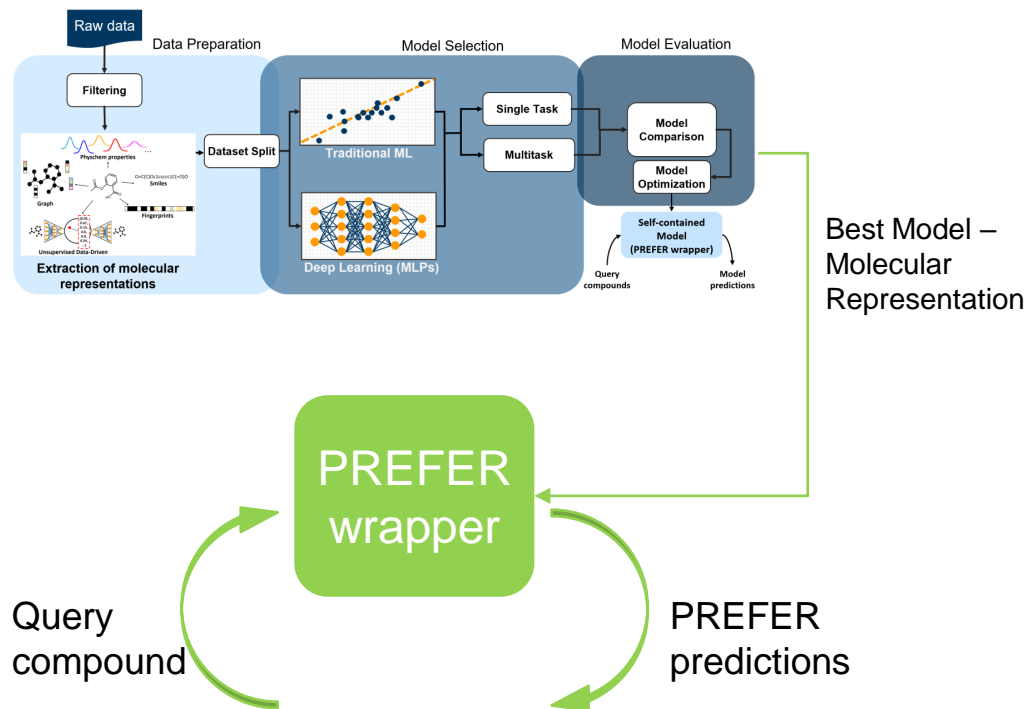 Raw data
Data Preparation
Model Selection
Model Evaluation
Filtering
Physchem properties
...
Smiles
Graph
Fingerprints
Unsupervised Data-Driven
Extraction of molecular
representations
Dataset Split
Traditional ML
Deep Learning (MLPs)
Single Task
Multitask
Model
Comparison
Model
Optimization
Self-contained
Model
(PREFER wrapper)
Query
compounds
Model
predictions
Best Model –
Molecular
Representation
PREFER
wrapper
Query
compound
PREFER
predictions